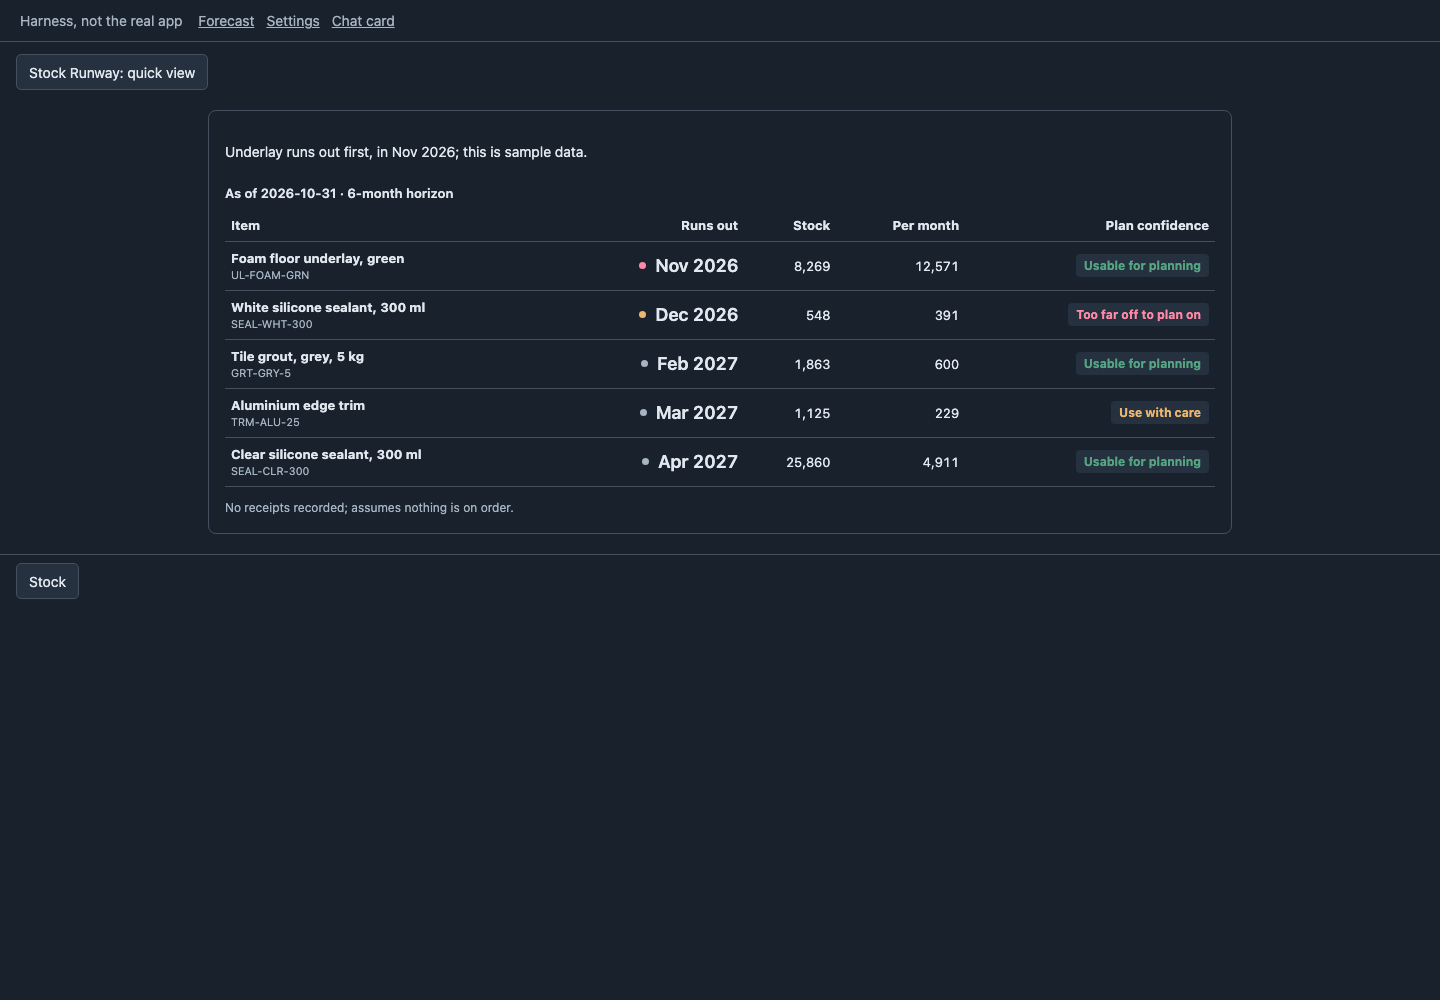 Harness, not the real app Forecast Settings Chat card
Stock Runway: quick view
Underlay runs out first, in Nov 2026; this is sample data.
As of 2026-10-31 · 6-month horizon
Item Runs out Stock Per month Plan confidence
Foam floor underlay, green
UL-FOAM-GRN
Nov 2026 8,269 12,571 Usable for planning
White silicone sealant, 300 ml
SEAL-WHT-300
Dec 2026 548 391 Too far off to plan on
Tile grout, grey, 5 kg
GRT-GRY-5
Feb 2027 1,863 600 Usable for planning
Aluminium edge trim
TRM-ALU-25
Mar 2027 1,125 229 Use with care
Clear silicone sealant, 300 ml
SEAL-CLR-300
Apr 2027 25,860 4,911 Usable for planning
No receipts recorded; assumes nothing is on order.
Stock